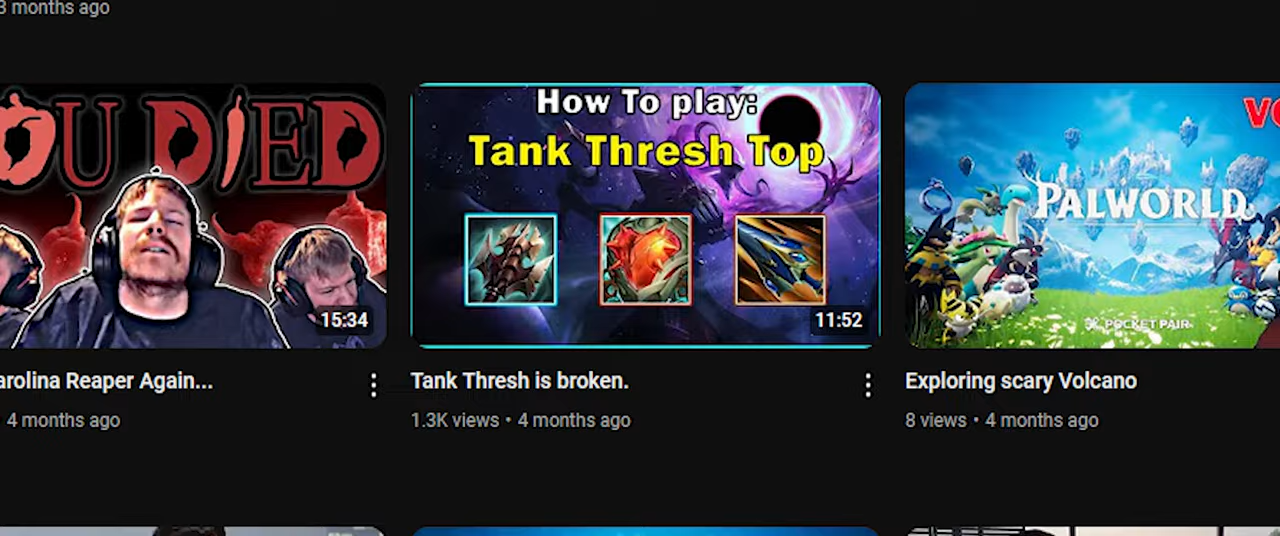 3 months ago
OU DIED
15:34
arolina Reaper Again...
4 months ago
How To play:
Tank Thresh Top
11:52
Tank Thresh is broken.
1.3K views • 4 months ago
VO
PALWORLD
POCKET PAIR
Exploring scary Volcano
8 views • 4 months ago